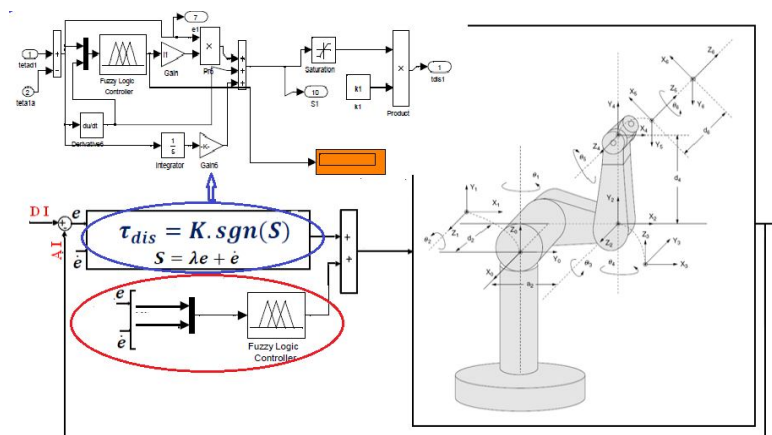 7
e1
1
tetad1
2
teta1a
Fuzzy Logic
Controller
Gain
Pro
du/dt
Derivative6
1
s
Integrator
-K-
Gain6
Saturation
10
S1
k1
k1
Product
1
tdis1
DI
AI
e
ė
τdis = K.sgn(S)
S = λe + ė
e
ė
Fuzzy Logic
Controller
Z6
X6
Y6
Z5
X5
Y5
θ6
d6
Y4
X4
Z4
θ5
d4
θ1
Y1
X1
Z1
θ2
d2
Z0
Y0
X0
a2
Y2
X2
Z2
θ3
θ4
Z3
Y3
X3